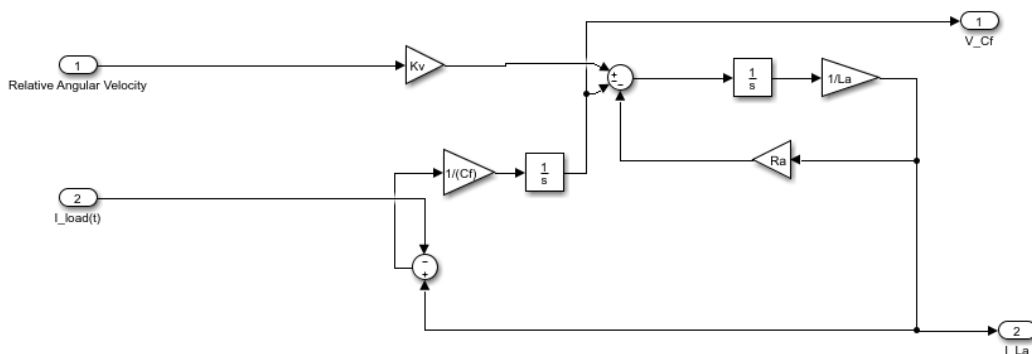 1
V_Cf
1
Relative Angular Velocity
Kv
+
−
−
1
s
1/La
Ra
1/(Cf)
1
s
2
I_load(t)
−
+
2
I_La